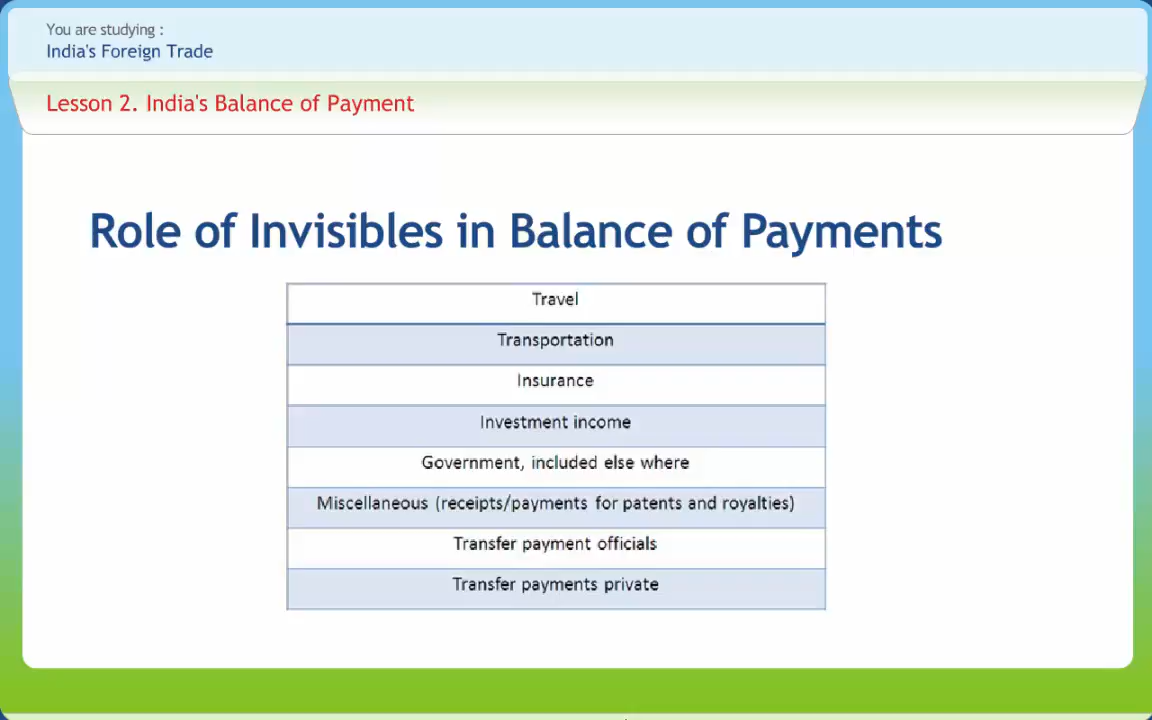 You are studying :
India's Foreign Trade
Lesson 2. India's Balance of Payment
Role of Invisibles in Balance of Payments
Travel
Transportation
Insurance
Investment income
Government, included else where
Miscellaneous (receipts/payments for patents and royalties)
Transfer payment officials
Transfer payments private